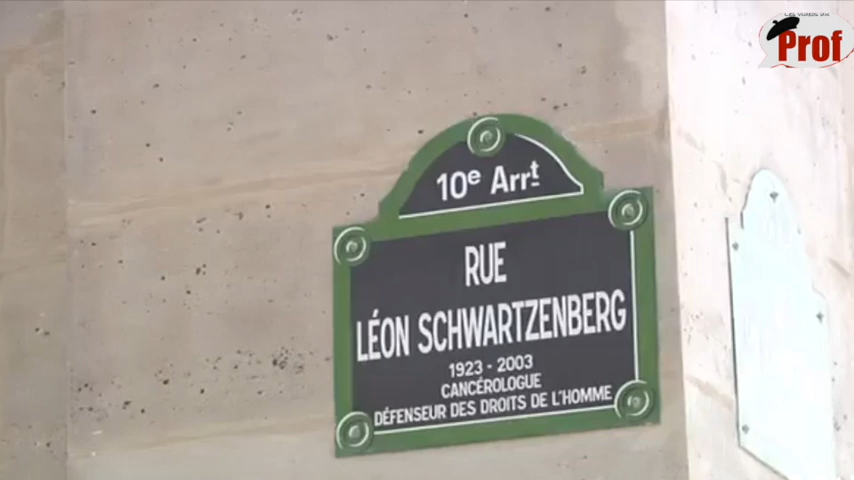 Prof
10e Arrt
RUE
LÉON SCHWARTZENBERG
1923 - 2003
CANCÉROLOGUE
DÉFENSEUR DES DROITS DE L'HOMME